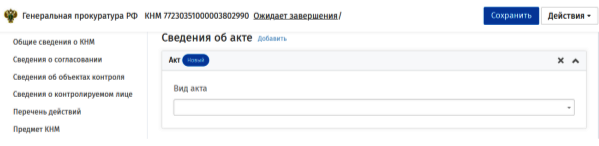 Генеральная прокуратура РФ КНМ 77230351000003802990 Ожидает завершения/ Сохранить Действия
Общие сведения о КНМ
Сведения о согласовании
Сведения об объектах контроля
Сведения о контролируемом лице
Перечень действий
Предмет КНМ
Сведения об акте Добавить
Акт Новый
Вид акта